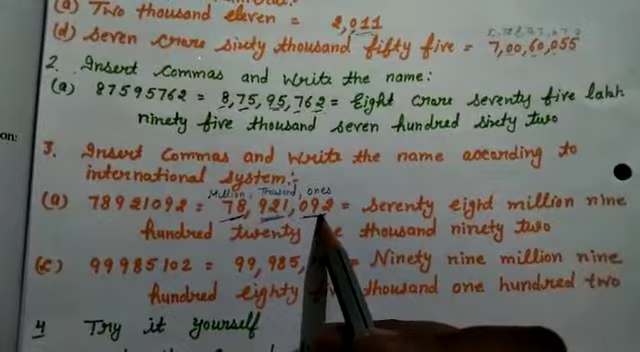 (a) Two thousand eleven = 2,011
(d) Seven crore sixty thousand fifty five = 7,00,60,055
2. Insert Commas and write the name:
(a) 87595762 = 8,75,95,762 = Eight crore seventy five lakh
ninety five thousand seven hundred sixty two
on:
3. Insert Commas and write the name according to
international system:-
Million, Thousand, ones
(a) 78921092 = 78,921,092 = Seventy eight million nine
hundred twenty thousand ninety two
(c) 99985102 = 99,985, = Ninety nine million nine
hundred eighty thousand one hundred two
4 Try it yourself